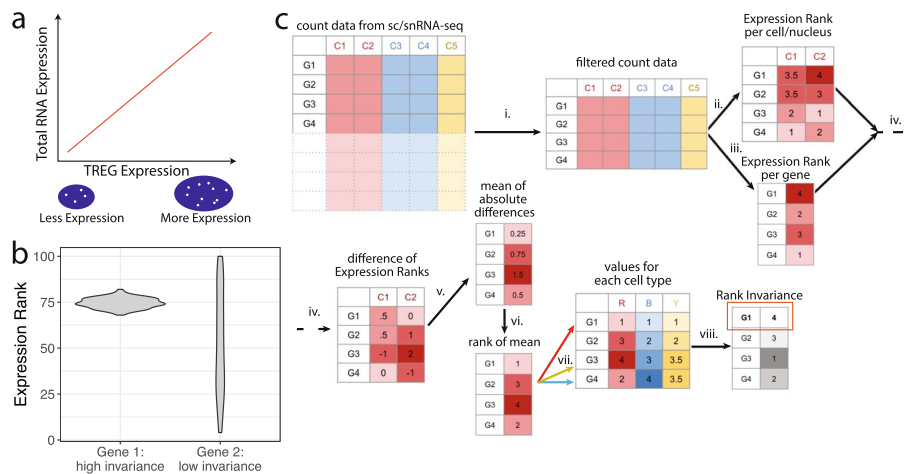 a
Total RNA Expression
TREG Expression
Less Expression
More Expression
b
Expression Rank
100
75
50
25
0
Gene 1:
high invariance
Gene 2:
low invariance
c
count data from sc/snRNA-seq
C1 C2 C3 C4 C5
G1
G2
G3
G4
i.
filtered count data
C1 C2 C3 C4 C5
G1
G2
G3
G4
ii.
Expression Rank
per cell/nucleus
C1 C2
G1 3.5 4
G2 3.5 3
G3 2 1
G4 1 2
iii.
Expression Rank
per gene
G1 4
G2 2
G3 3
G4 1
iv.
iv.
difference of
Expression Ranks
C1 C2
G1 .5 0
G2 .5 1
G3 -1 2
G4 0 -1
v.
mean of
absolute
differences
G1 0.25
G2 0.75
G3 1.5
G4 0.5
vi.
rank of mean
G1 1
G2 3
G3 4
G4 2
vii.
values for
each cell type
R B Y
G1 1 1 1
G2 3 2 2
G3 4 3 3.5
G4 2 4 3.5
viii.
Rank Invariance
G1 4
G2 3
G3 1
G4 2